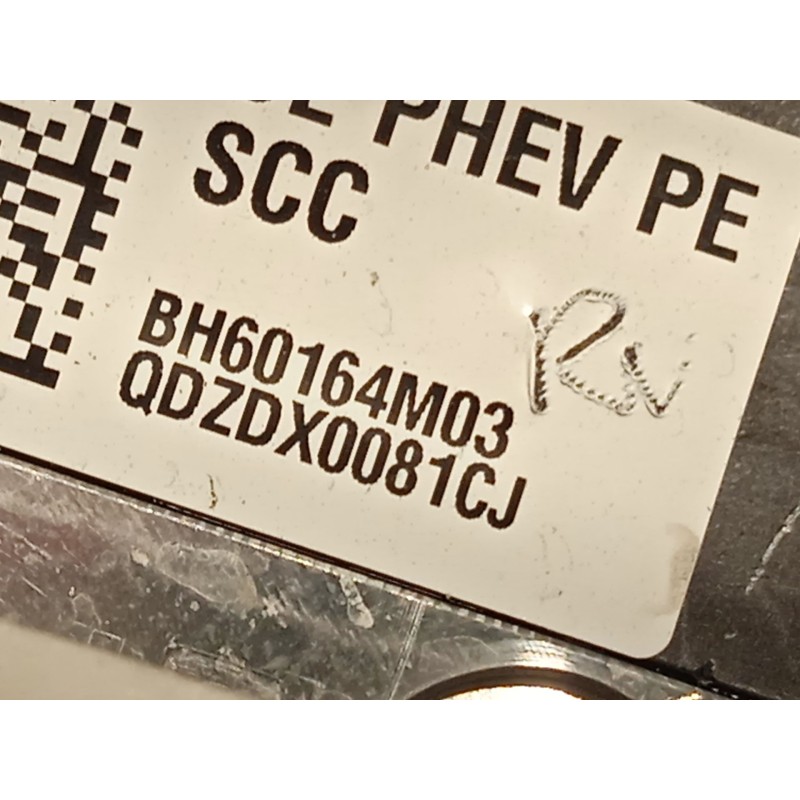 PHEV PE
SCC
BH60164M03
QDZDX0081CJ